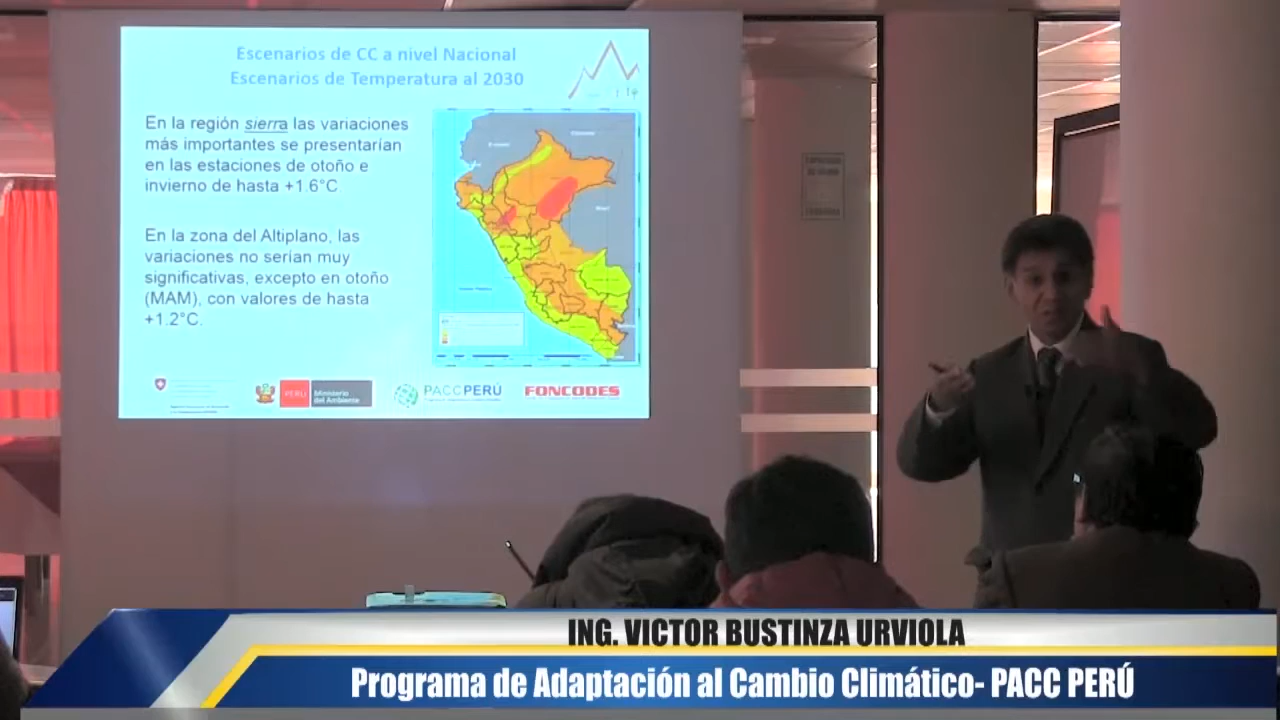 Escenarios de CC a nivel Nacional
Escenarios de Temperatura al 2030
En la región sierra las variaciones
más importantes se presentarían
en las estaciones de otoño e
invierno de hasta +1.6°C
En la zona del Altiplano, las
variaciones no serían muy
significativas, excepto en otoño
(MAM), con valores de hasta
+1.2°C.
PERÚ
Ministerio
del Ambiente
PACCPERÚ
FONCODES
ING. VICTOR BUSTINZA URVIOLA
Programa de Adaptación al Cambio Climático- PACC PERÚ